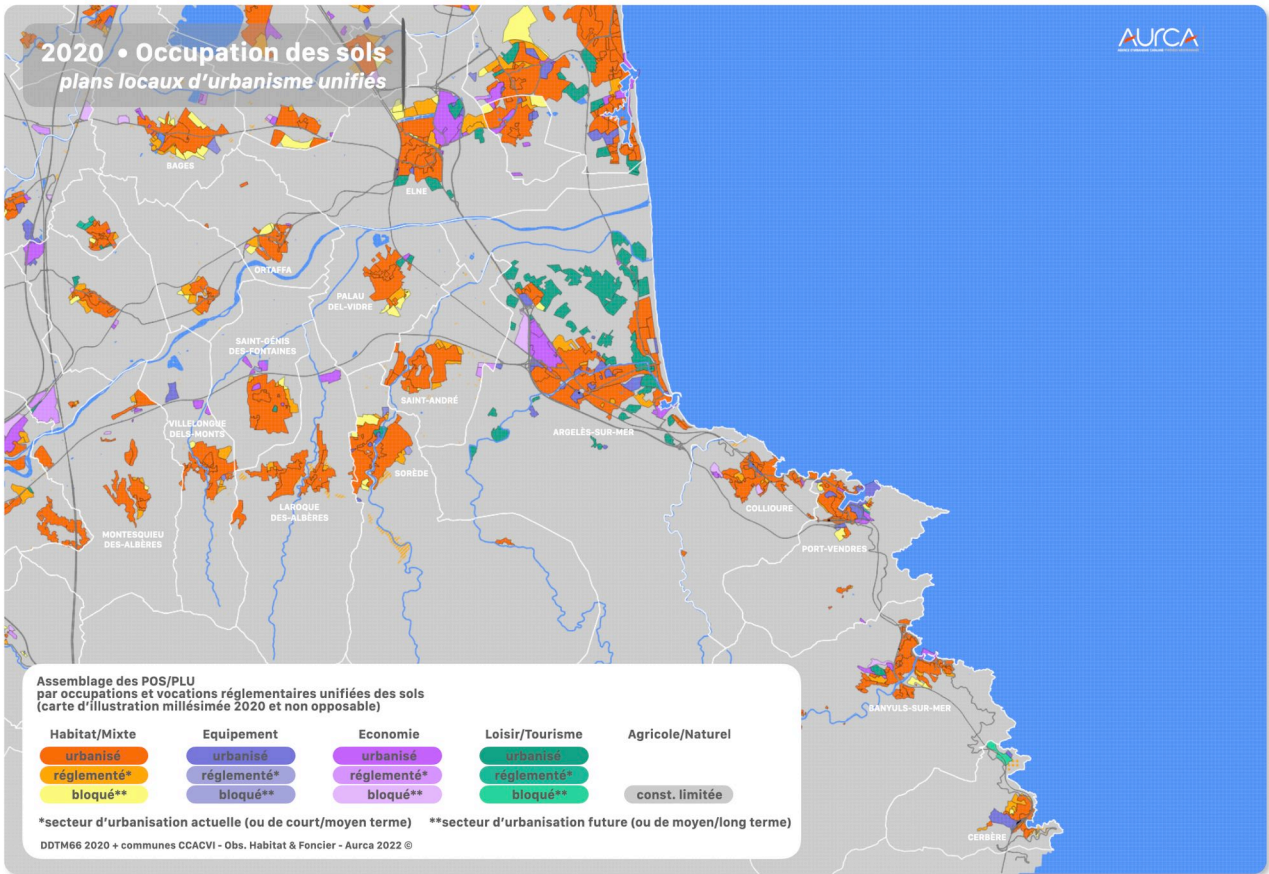 2020 • Occupation des sols
plans locaux d'urbanisme unifiés
AURCA
BAGES
ELNE
ORTAFFA
PALAU
DEL-VIDRE
SAINT-GÉNIS
DES-FONTAINES
SAINT-ANDRÉ
VILLELONGUE
DELS-MONTS
ARGELÈS-SUR-MER
SORÈDE
LAROQUE
DES-ALBÈRES
MONTESQUIEU
DES-ALBÈRES
COLLIOURE
PORT-VENDRES
BANYULS-SUR-MER
CERBÈRE
Assemblage des POS/PLU
par occupations et vocations réglementaires unifiées des sols
(carte d'illustration millésimée 2020 et non opposable)
Habitat/Mixte Equipement Economie Loisir/Tourisme Agricole/Naturel
urbanisé urbanisé urbanisé urbanisé
réglementé* réglementé* réglementé* réglementé*
bloqué** bloqué** bloqué** bloqué** const. limitée
*secteur d'urbanisation actuelle (ou de court/moyen terme) **secteur d'urbanisation future (ou de moyen/long terme)
DDTM66 2020 + communes CCACVI - Obs. Habitat & Foncier - Aurca 2022 ©